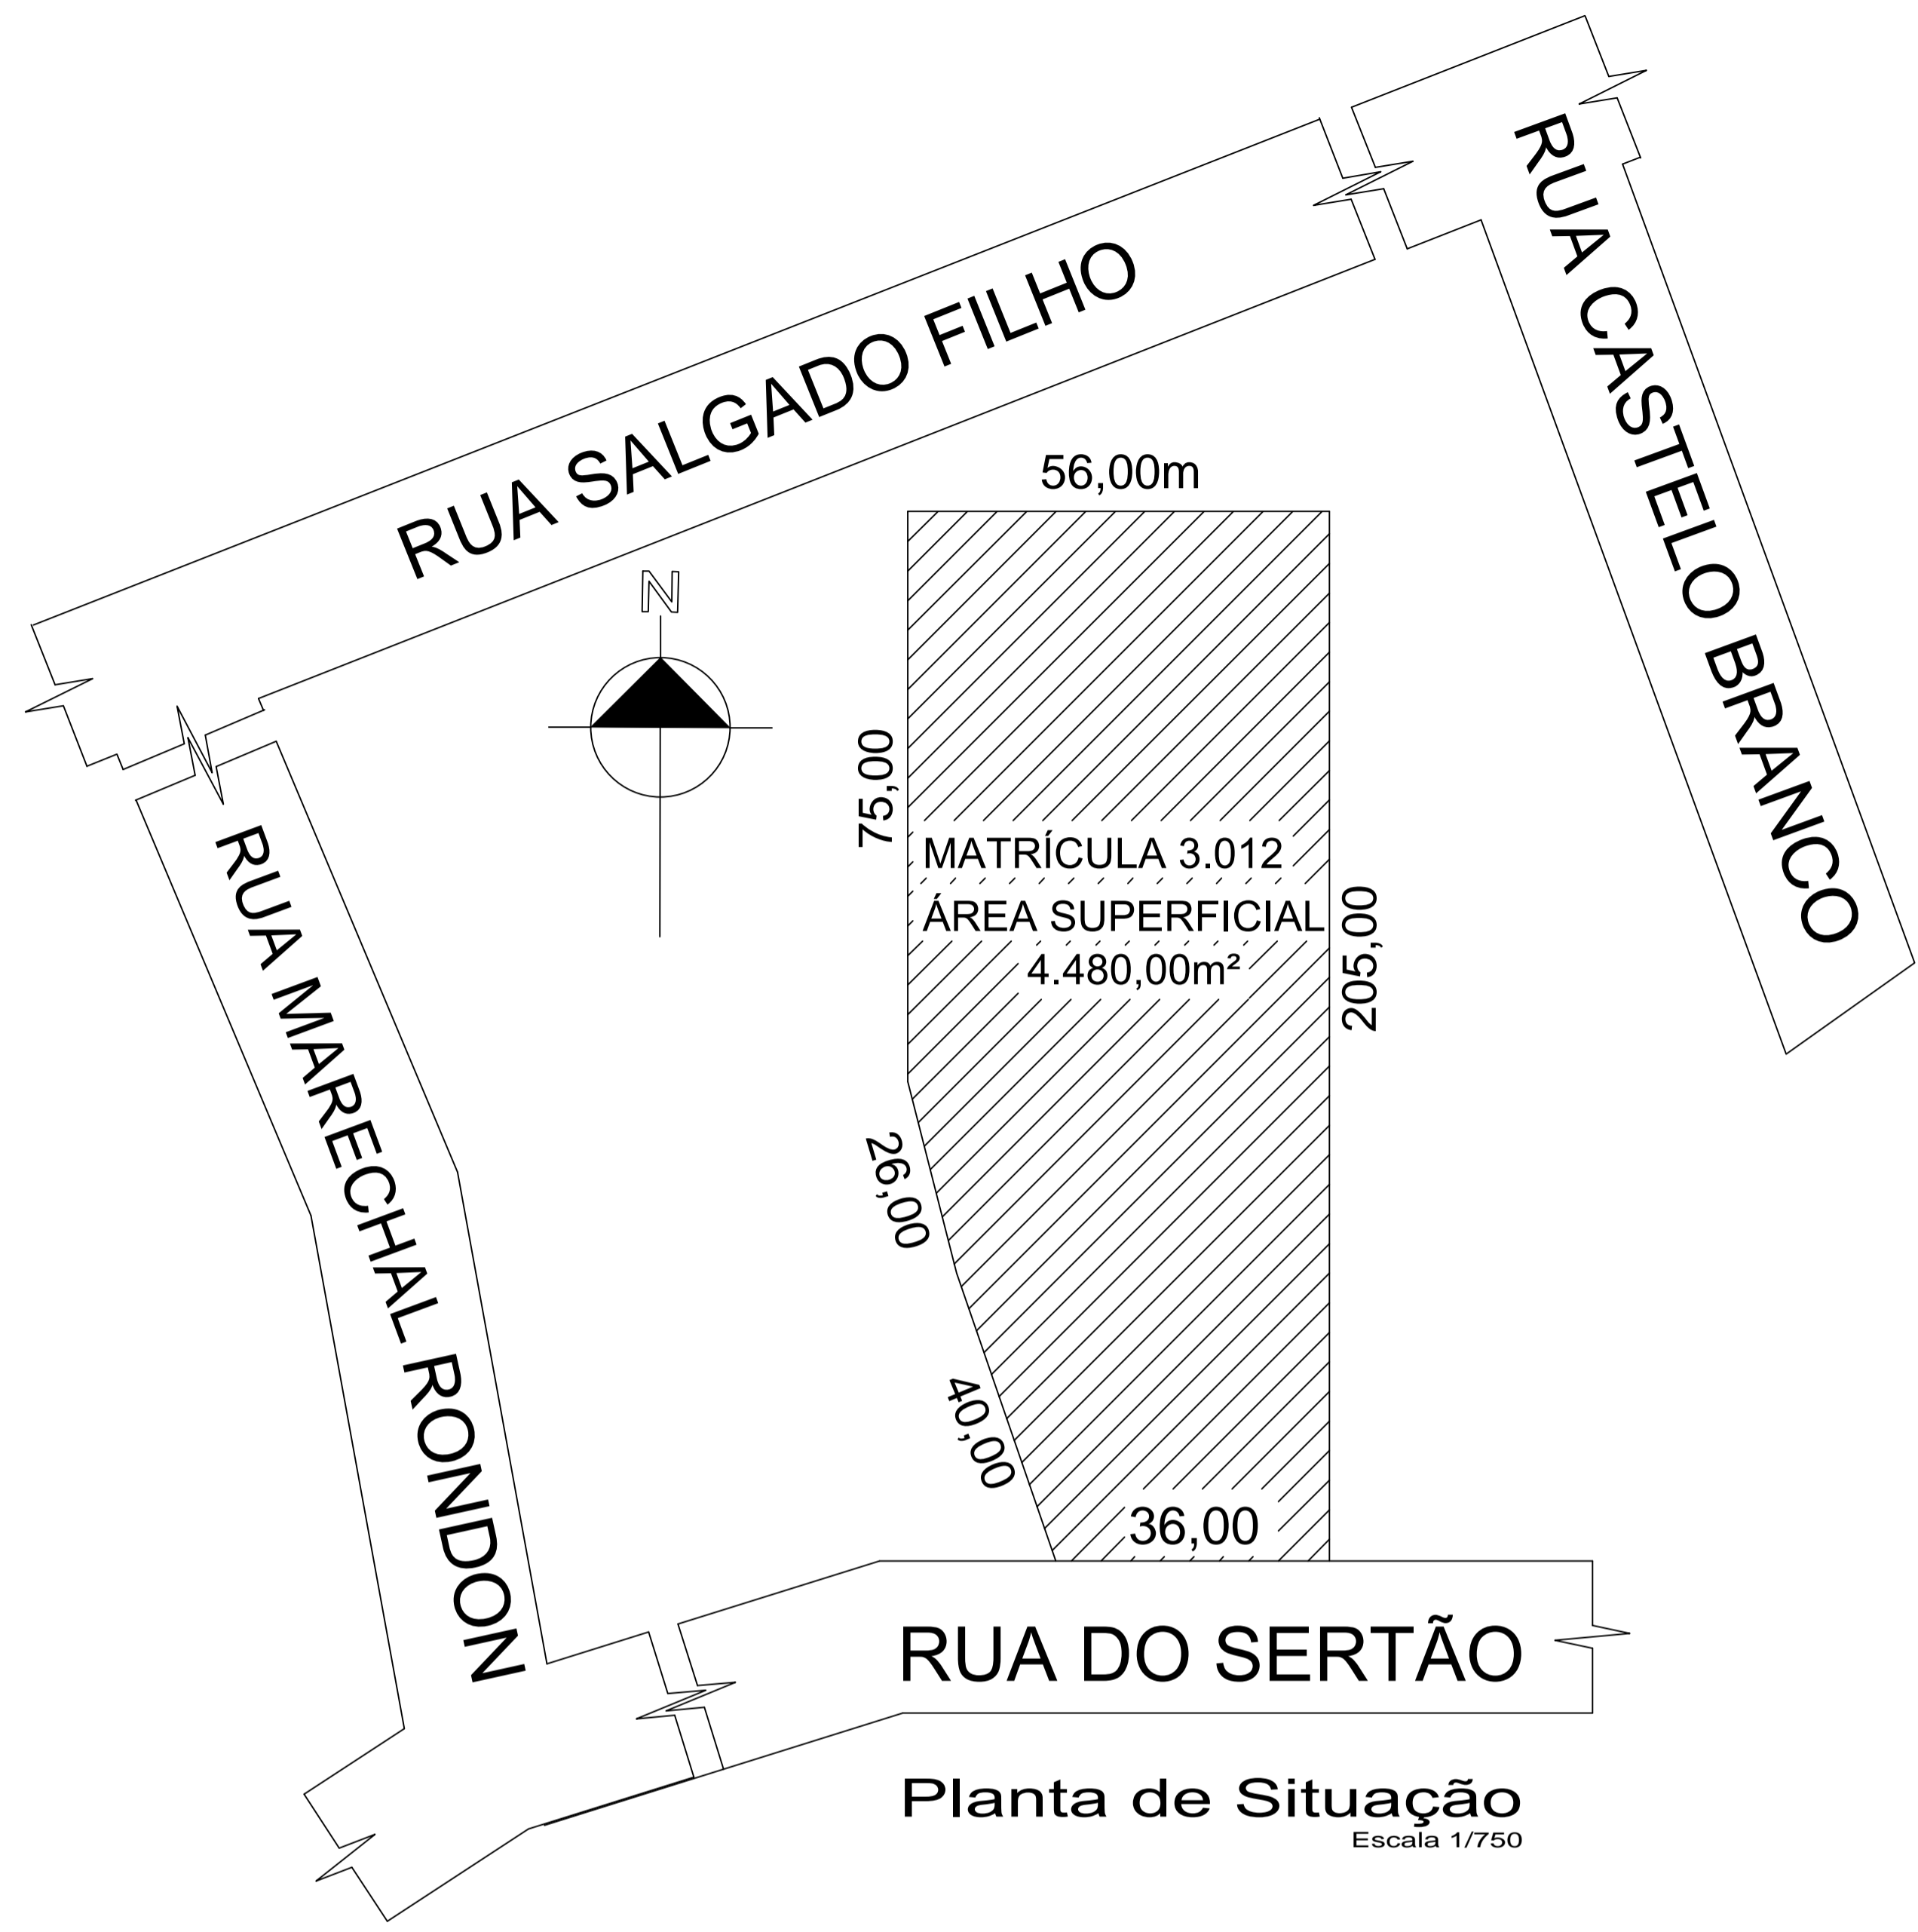 RUA CASTELO BRANCO
RUA SALGADO FILHO
56,00m
N
75,00
MATRÍCULA 3.012
ÁREA SUPERFICIAL
4.480,00m²
205,00
RUA MARECHAL RONDON
26,00
40,00
36,00
RUA DO SERTÃO
Planta de Situação
Escala 1/750